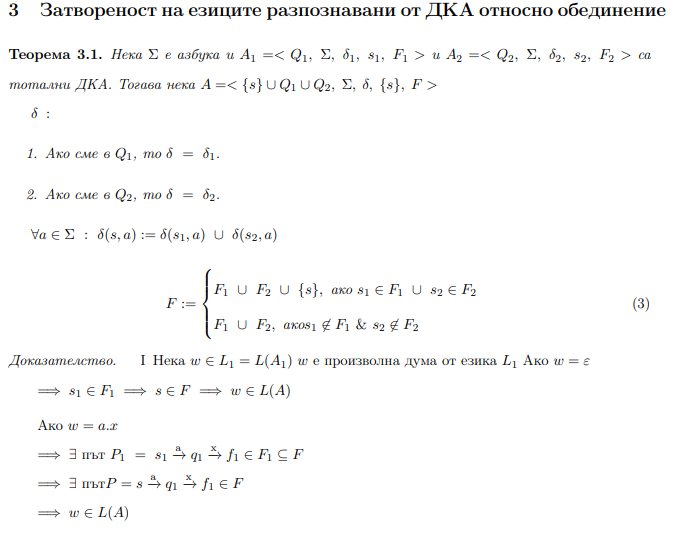 3 Затвореност на езиците разпознавани от ДКА относно обединение
Теорема 3.1. Нека Σ е азбука и A₁ =< Q₁, Σ, δ₁, s₁, F₁ > и A₂ =< Q₂, Σ, δ₂, s₂, F₂ > са
тотални ДКА. Тогава нека A =< {s} ∪ Q₁ ∪ Q₂, Σ, δ, {s}, F >
δ :
1. Ако сме в Q₁, то δ = δ₁.
2. Ако сме в Q₂, то δ = δ₂.
∀a ∈ Σ : δ(s, a) := δ(s₁, a) ∪ δ(s₂, a)
F := { F₁ ∪ F₂ ∪ {s}, ако s₁ ∈ F₁ ∪ s₂ ∈ F₂
F₁ ∪ F₂, акоs₁ ∉ F₁ & s₂ ∉ F₂ (3)
Доказателство. I Нека w ∈ L₁ = L(A₁) w е произволна дума от езика L₁ Ако w = ε
⟹ s₁ ∈ F₁ ⟹ s ∈ F ⟹ w ∈ L(A)
Ако w = a.x
⟹ ∃ път P₁ = s₁ →ᵃ q₁ →ˣ f₁ ∈ F₁ ⊆ F
⟹ ∃ пътP = s →ᵃ q₁ →ˣ f₁ ∈ F
⟹ w ∈ L(A)